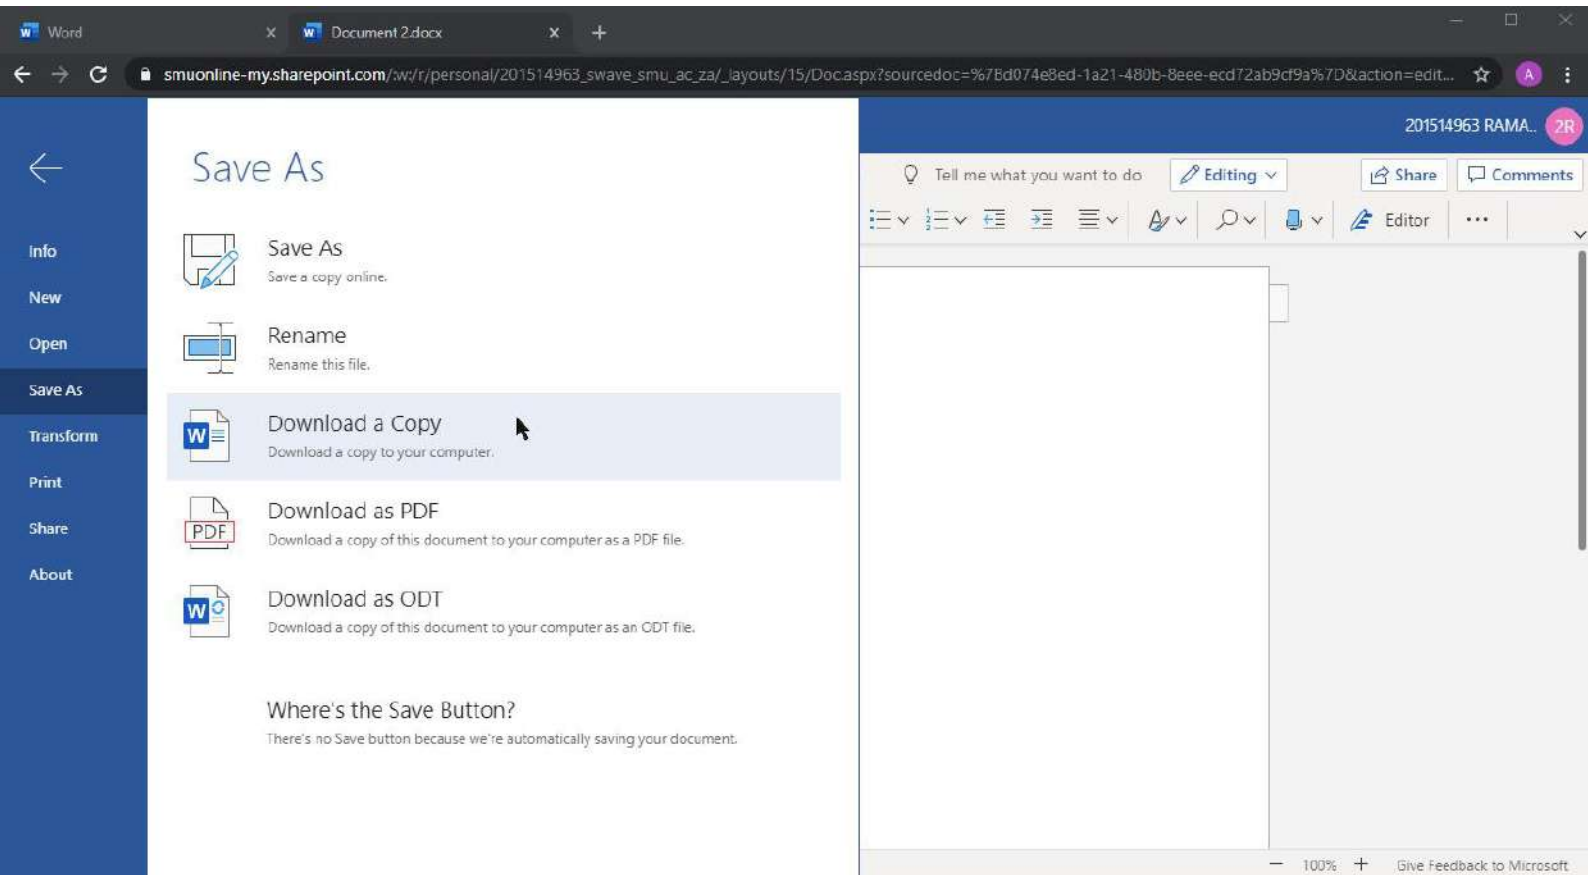 Word
Document 2.docx
smuonline-my.sharepoint.com/:w:/r/personal/201514963_swave_smu_ac_za/_layouts/15/Doc.aspx?sourcedoc=%7Bd074e8ed-1a21-480b-8eee-ecd72ab9cf9a%7D&action=edit...
A
201514963 RAMA..
2R
Save As
Tell me what you want to do
Editing
Share
Comments
Editor
Info
New
Open
Save As
Transform
Print
Share
About
Save As
Save a copy online.
Rename
Rename this file.
Download a Copy
Download a copy to your computer.
PDF
Download as PDF
Download a copy of this document to your computer as a PDF file.
Download as ODT
Download a copy of this document to your computer as an ODT file.
Where's the Save Button?
There's no Save button because we're automatically saving your document.
100%
Give Feedback to Microsoft